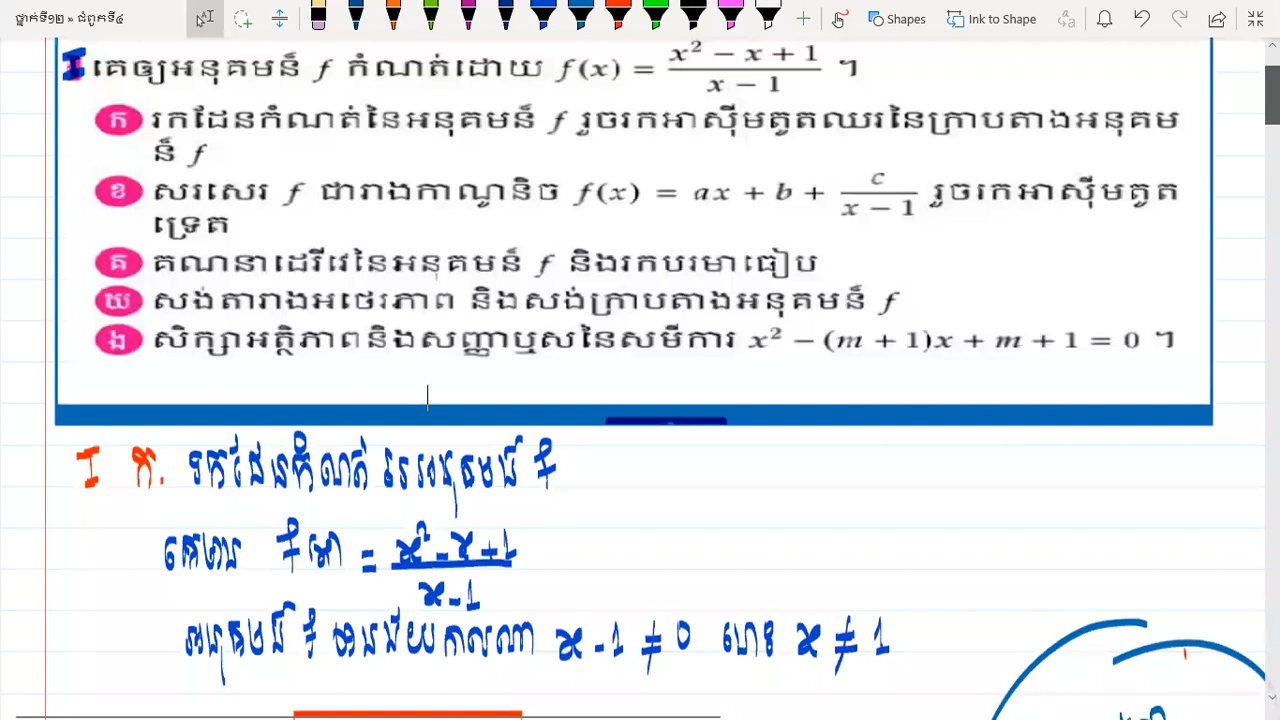 ថ្នាក់ទី១២ – ជំពូកទី៤
Shapes
Ink to Shape
I គេឲ្យអនុគមន៍ f កំណត់ដោយ f(x) = (x² − x + 1)/(x − 1) ។
ក រកដែនកំណត់នៃអនុគមន៍ f រួចរកអាស៊ីមតូតឈរនៃក្រាបតាងអនុគម
ន៍ f
ខ សរសេរ f ជារាងកាណូនិច f(x) = ax + b + c/(x − 1) រួចរកអាស៊ីមតូត
ទ្រេត
គ គណនាដេរីវេនៃអនុគមន៍ f និងរកបរមាធៀប
ឃ សង់តារាងអថេរភាព និងសង់ក្រាបតាងអនុគមន៍ f
ង សិក្សាអត្ថិភាពនិងសញ្ញាឬសនៃសមីការ x² − (m + 1)x + m + 1 = 0 ។
I ក. រកដែនកំណត់ នៃអនុគមន៍ f
គេមាន f(x) = (x² − x + 1)/(x − 1)
អនុគមន៍ f មានន័យកាលណា x − 1 ≠ 0 ហេ x ≠ 1